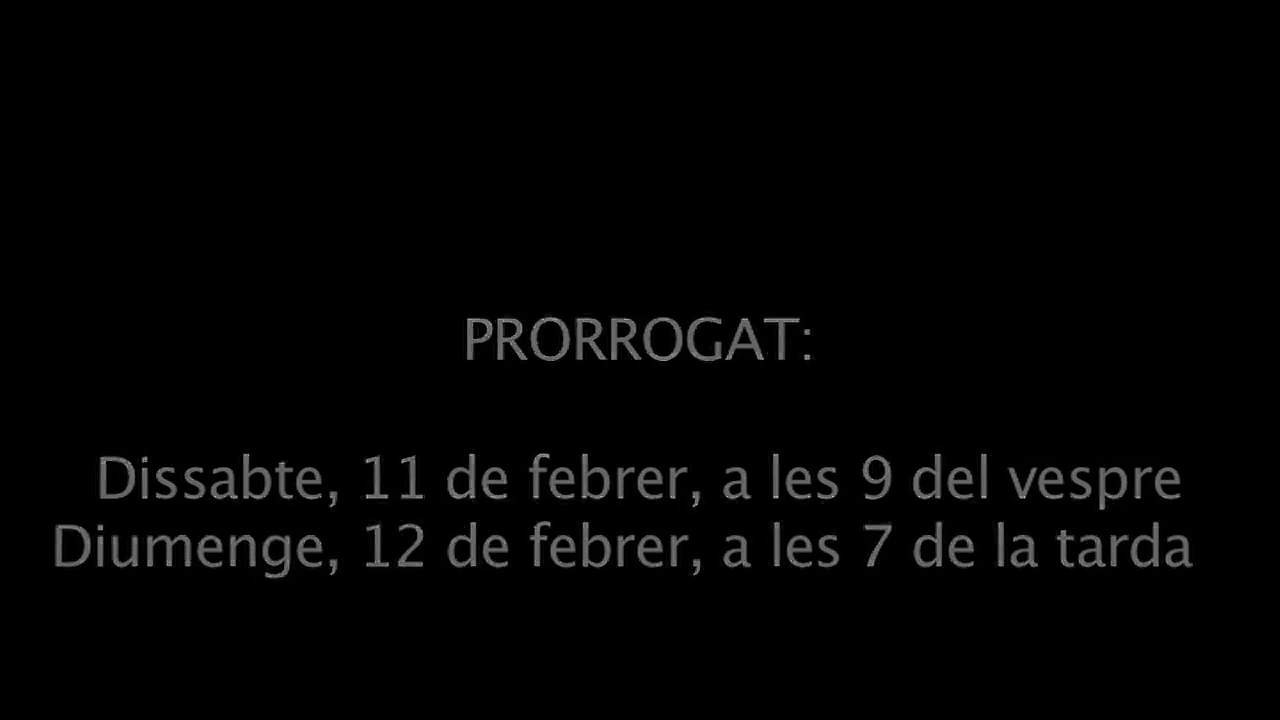 PRORROGAT:
Dissabte, 11 de febrer, a les 9 del vespre
Diumenge, 12 de febrer, a les 7 de la tarda